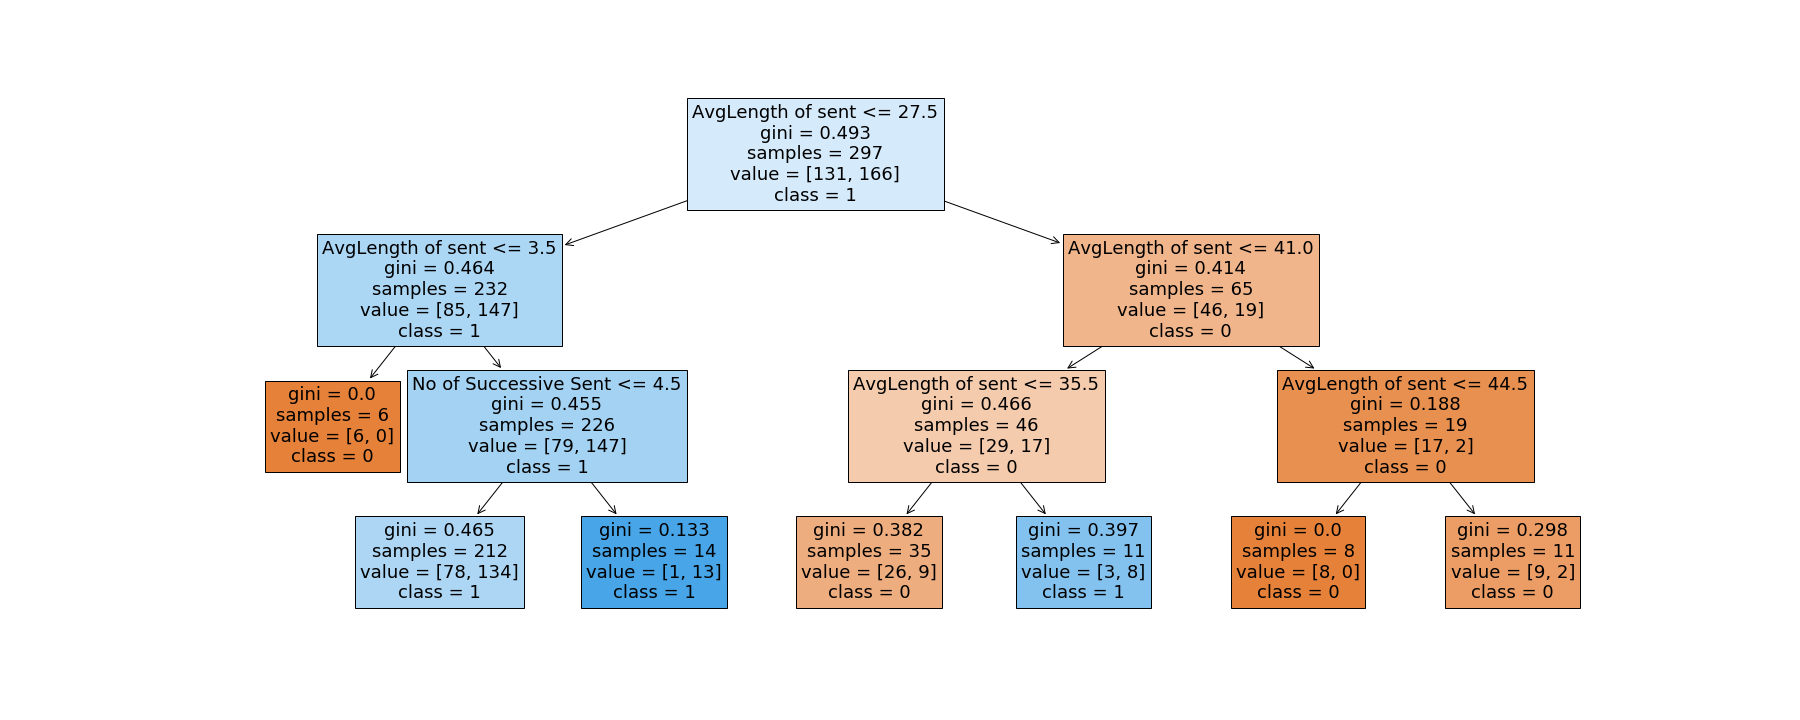 AvgLength of sent <= 27.5
gini = 0.493
samples = 297
value = [131, 166]
class = 1
AvgLength of sent <= 3.5
gini = 0.464
samples = 232
value = [85, 147]
class = 1
AvgLength of sent <= 41.0
gini = 0.414
samples = 65
value = [46, 19]
class = 0
gini = 0.0
samples = 6
value = [6, 0]
class = 0
No of Successive Sent <= 4.5
gini = 0.455
samples = 226
value = [79, 147]
class = 1
AvgLength of sent <= 35.5
gini = 0.466
samples = 46
value = [29, 17]
class = 0
AvgLength of sent <= 44.5
gini = 0.188
samples = 19
value = [17, 2]
class = 0
gini = 0.465
samples = 212
value = [78, 134]
class = 1
gini = 0.133
samples = 14
value = [1, 13]
class = 1
gini = 0.382
samples = 35
value = [26, 9]
class = 0
gini = 0.397
samples = 11
value = [3, 8]
class = 1
gini = 0.0
samples = 8
value = [8, 0]
class = 0
gini = 0.298
samples = 11
value = [9, 2]
class = 0